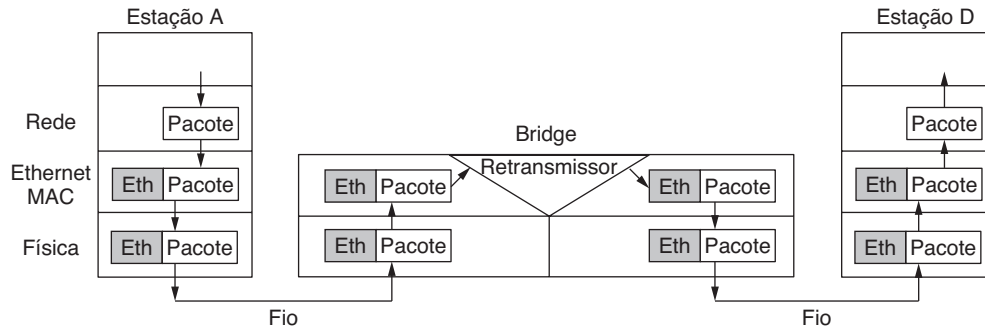 Estação A
Estação D
Rede
Pacote
Pacote
Bridge
Ethernet
MAC
Eth Pacote
Eth Pacote
Retransmissor
Eth Pacote
Eth Pacote
Física
Eth Pacote
Eth Pacote
Eth Pacote
Eth Pacote
Fio
Fio